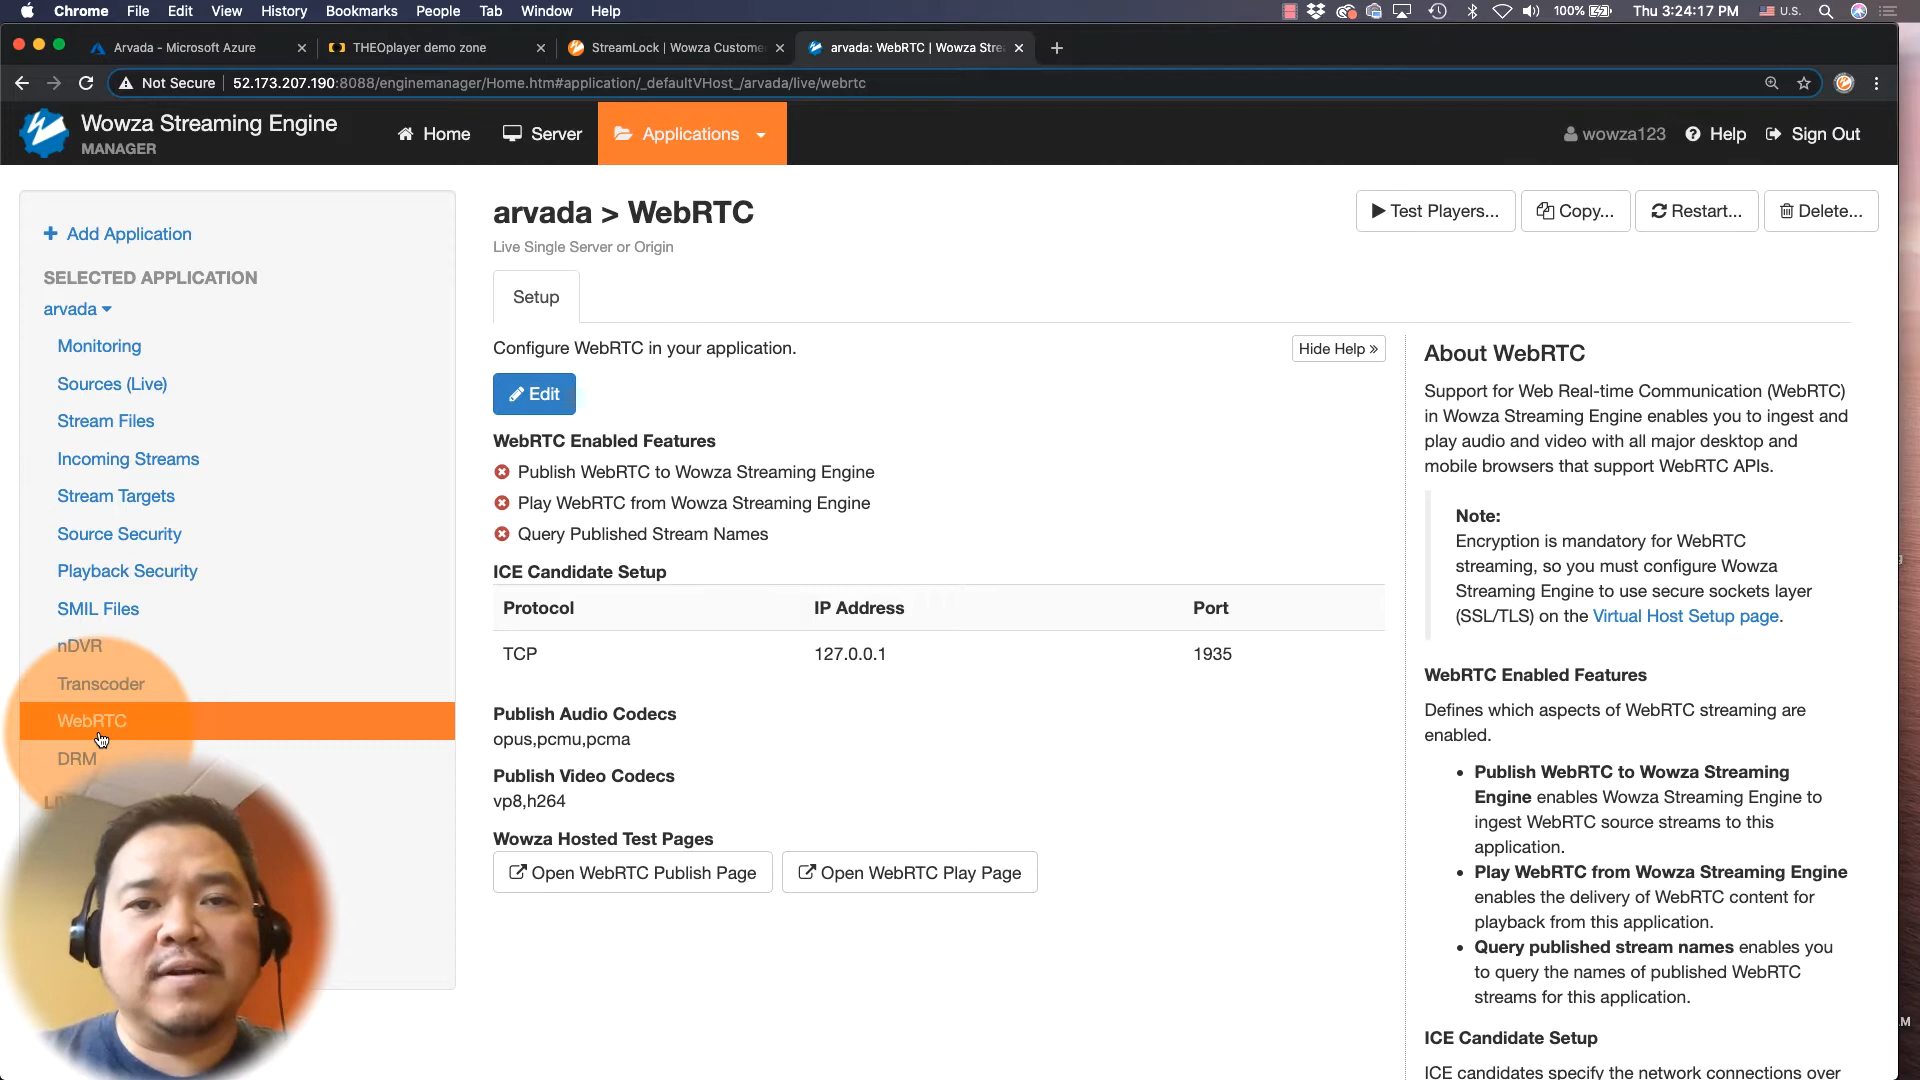 Chrome File Edit View History Bookmarks People Tab Window Help 100% Thu 3:24:17 PM U.S.
Arvada - Microsoft Azure THEOplayer demo zone StreamLock | Wowza Custome arvada: WebRTC | Wowza Stre
Not Secure 52.173.207.190:8088/enginemanager/Home.htm#application/_defaultVHost_/arvada/live/webrtc
Wowza Streaming Engine
MANAGER
Home Server Applications wowza123 Help Sign Out
Add Application
SELECTED APPLICATION
arvada
Monitoring
Sources (Live)
Stream Files
Incoming Streams
Stream Targets
Source Security
Playback Security
SMIL Files
nDVR
Transcoder
WebRTC
DRM
arvada > WebRTC
Live Single Server or Origin
Test Players... Copy... Restart... Delete...
Setup
Configure WebRTC in your application.
Hide Help »
Edit
WebRTC Enabled Features
Publish WebRTC to Wowza Streaming Engine
Play WebRTC from Wowza Streaming Engine
Query Published Stream Names
ICE Candidate Setup
Protocol IP Address Port
TCP 127.0.0.1 1935
Publish Audio Codecs
opus,pcmu,pcma
Publish Video Codecs
vp8,h264
Wowza Hosted Test Pages
Open WebRTC Publish Page Open WebRTC Play Page
About WebRTC
Support for Web Real-time Communication (WebRTC)
in Wowza Streaming Engine enables you to ingest and
play audio and video with all major desktop and
mobile browsers that support WebRTC APIs.
Note:
Encryption is mandatory for WebRTC
streaming, so you must configure Wowza
Streaming Engine to use secure sockets layer
(SSL/TLS) on the Virtual Host Setup page.
WebRTC Enabled Features
Defines which aspects of WebRTC streaming are
enabled.
• Publish WebRTC to Wowza Streaming
Engine enables Wowza Streaming Engine to
ingest WebRTC source streams to this
application.
• Play WebRTC from Wowza Streaming Engine
enables the delivery of WebRTC content for
playback from this application.
• Query published stream names enables you
to query the names of published WebRTC
streams for this application.
ICE Candidate Setup
ICE candidates specify the network connections over